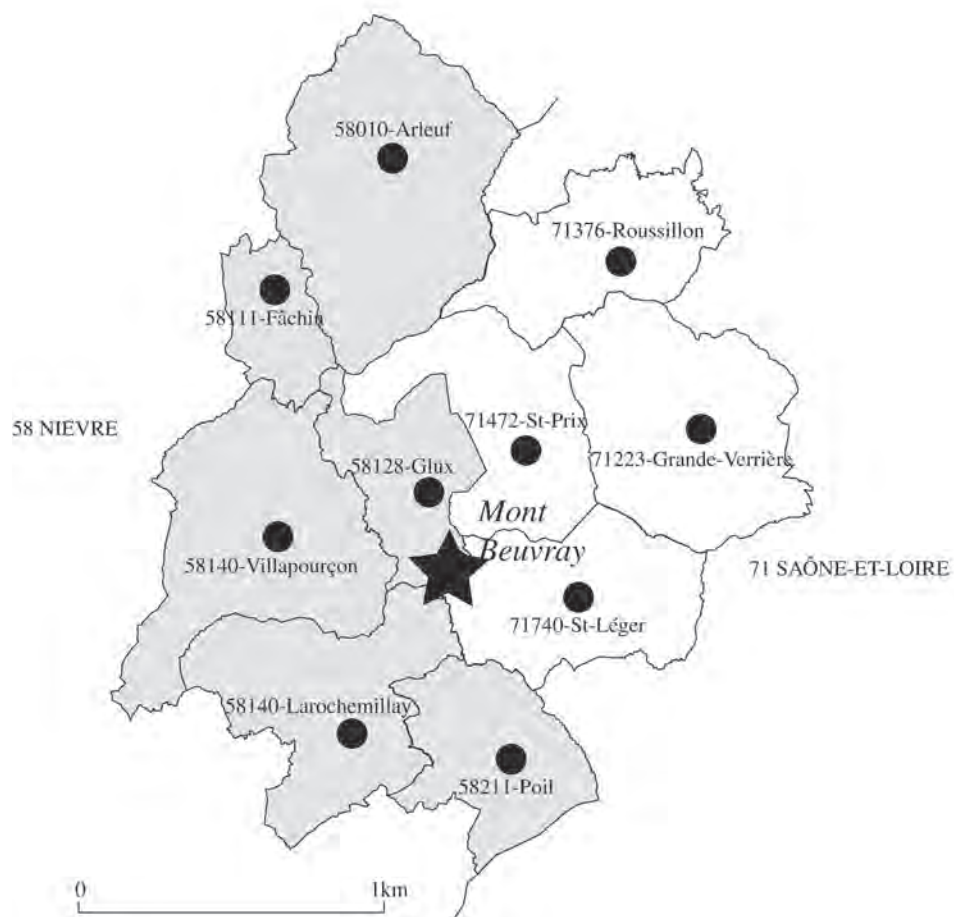 58010-Arleuf
71376-Roussillon
58111-Fâchin
58 NIEVRE
71472-St-Prix
71223-Grande-Verrière
58128-Glux
Mont
Beuvray
58140-Villapourçon
71 SAÔNE-ET-LOIRE
71740-St-Léger
58140-Larochemillay
58211-Poil
0
1km